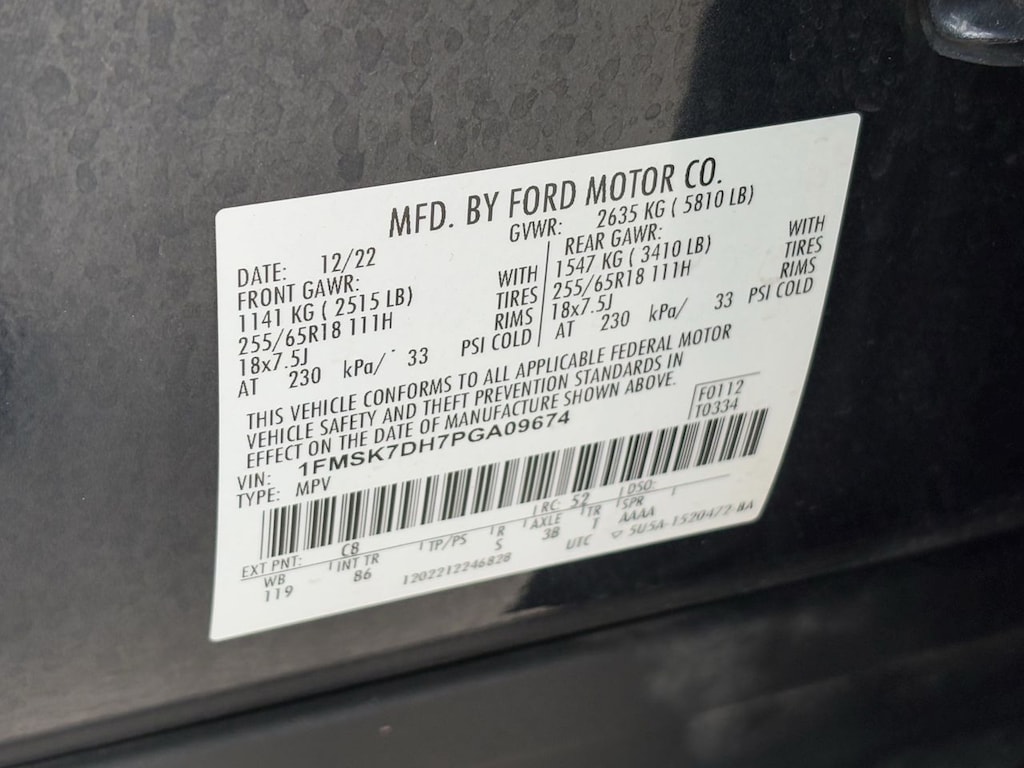 MFD. BY FORD MOTOR CO.
DATE: 12/22 GVWR: 2635 KG ( 5810 LB)
FRONT GAWR: REAR GAWR:
1141 KG ( 2515 LB) WITH 1547 KG ( 3410 LB) WITH
255/65R18 111H TIRES 255/65R18 111H TIRES
18x7.5J RIMS 18x7.5J RIMS
AT 230 kPa/ 33 PSI COLD AT 230 kPa/ 33 PSI COLD
THIS VEHICLE CONFORMS TO ALL APPLICABLE FEDERAL MOTOR
VEHICLE SAFETY AND THEFT PREVENTION STANDARDS IN
EFFECT ON THE DATE OF MANUFACTURE SHOWN ABOVE.
F0112
T0334
VIN: 1FMSK7DH7PGA09674
TYPE: MPV
EXT PNT: C8 RC: 52 DSO:
WB INT TR TP/PS R AXLE TR SPR
119 86 S 3B T AAAA
1202212246828 UTC 5U5A-1520472-BA